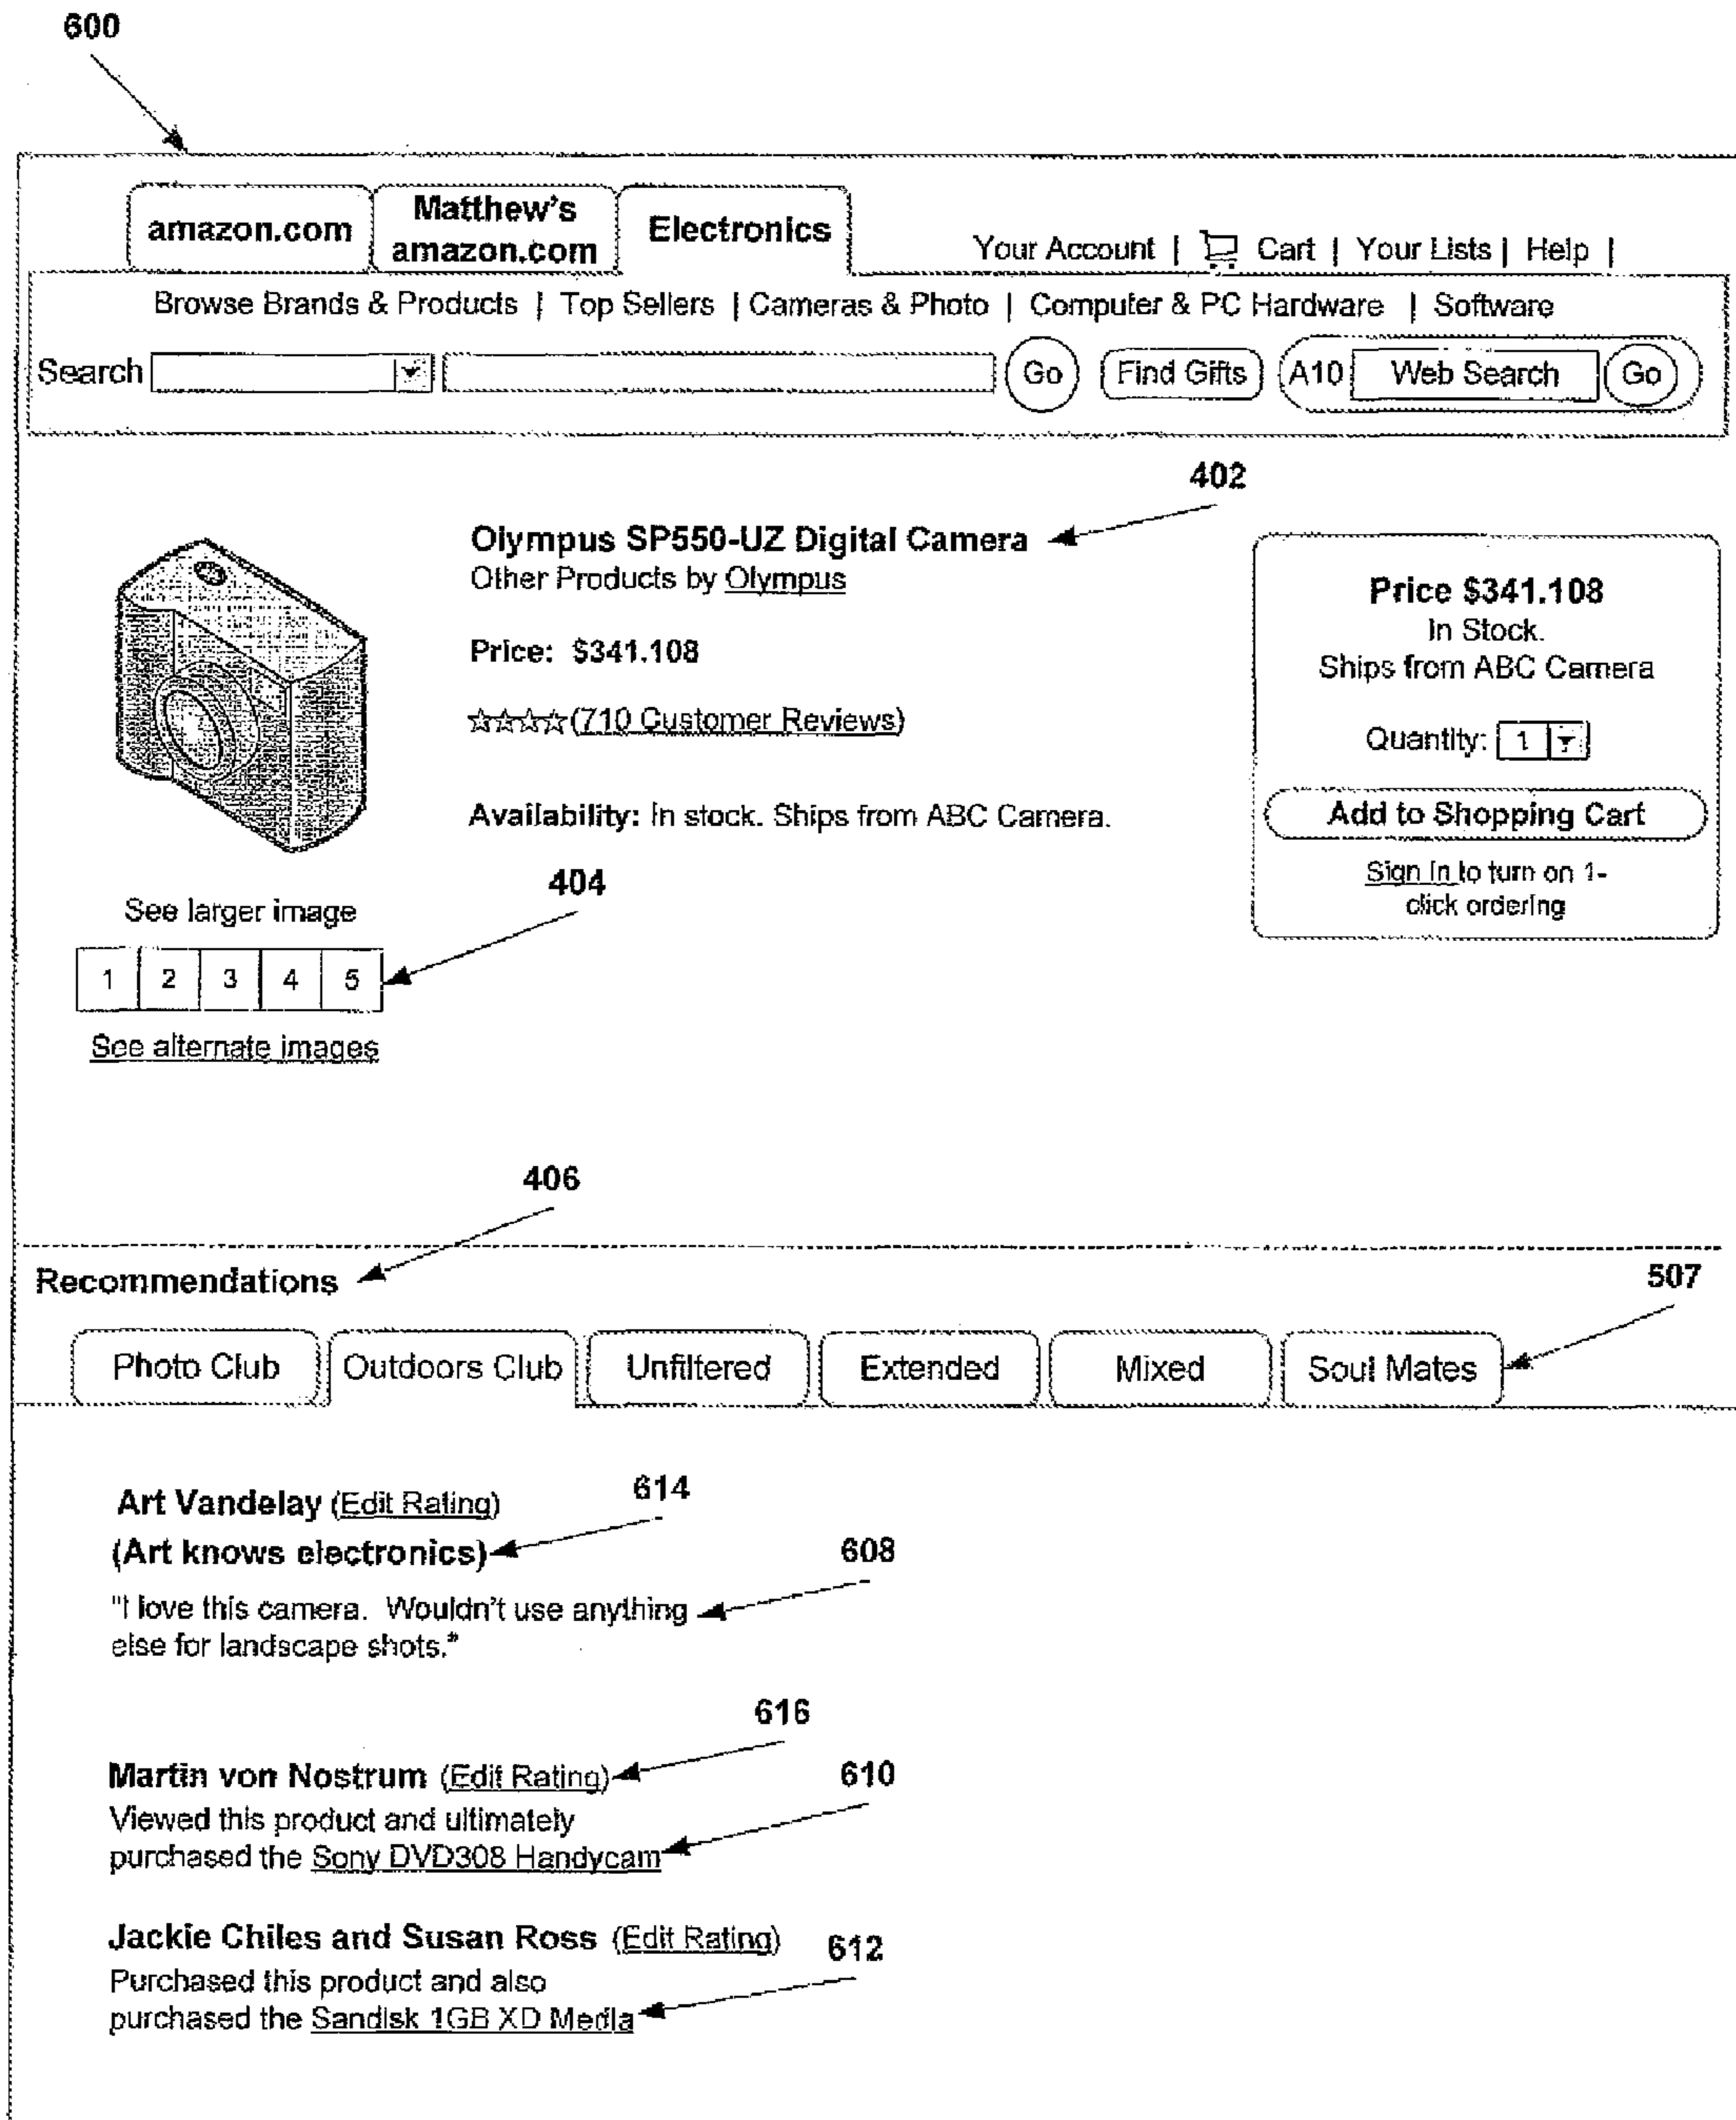 600
amazon.com
Matthew's
amazon.com
Electronics
Your Account | Cart | Your Lists | Help |
Browse Brands & Products | Top Sellers | Cameras & Photo | Computer & PC Hardware | Software
Search
Go
Find Gifts
A10
Web Search
Go
402
Olympus SP550-UZ Digital Camera
Other Products by Olympus
Price: $341.108
☆☆☆☆(710 Customer Reviews)
Availability: In stock. Ships from ABC Camera.
Price $341.108
In Stock.
Ships from ABC Camera
Quantity: 1
Add to Shopping Cart
Sign In to turn on 1-
click ordering
See larger image
404
1 2 3 4 5
See alternate images
406
Recommendations
507
Photo Club
Outdoors Club
Unfiltered
Extended
Mixed
Soul Mates
Art Vandelay (Edit Rating)
614
(Art knows electronics)
608
"I love this camera. Wouldn't use anything
else for landscape shots."
616
Martin von Nostrum (Edit Rating)
610
Viewed this product and ultimately
purchased the Sony DVD308 Handycam
Jackie Chiles and Susan Ross (Edit Rating)
612
Purchased this product and also
purchased the Sandisk 1GB XD Media